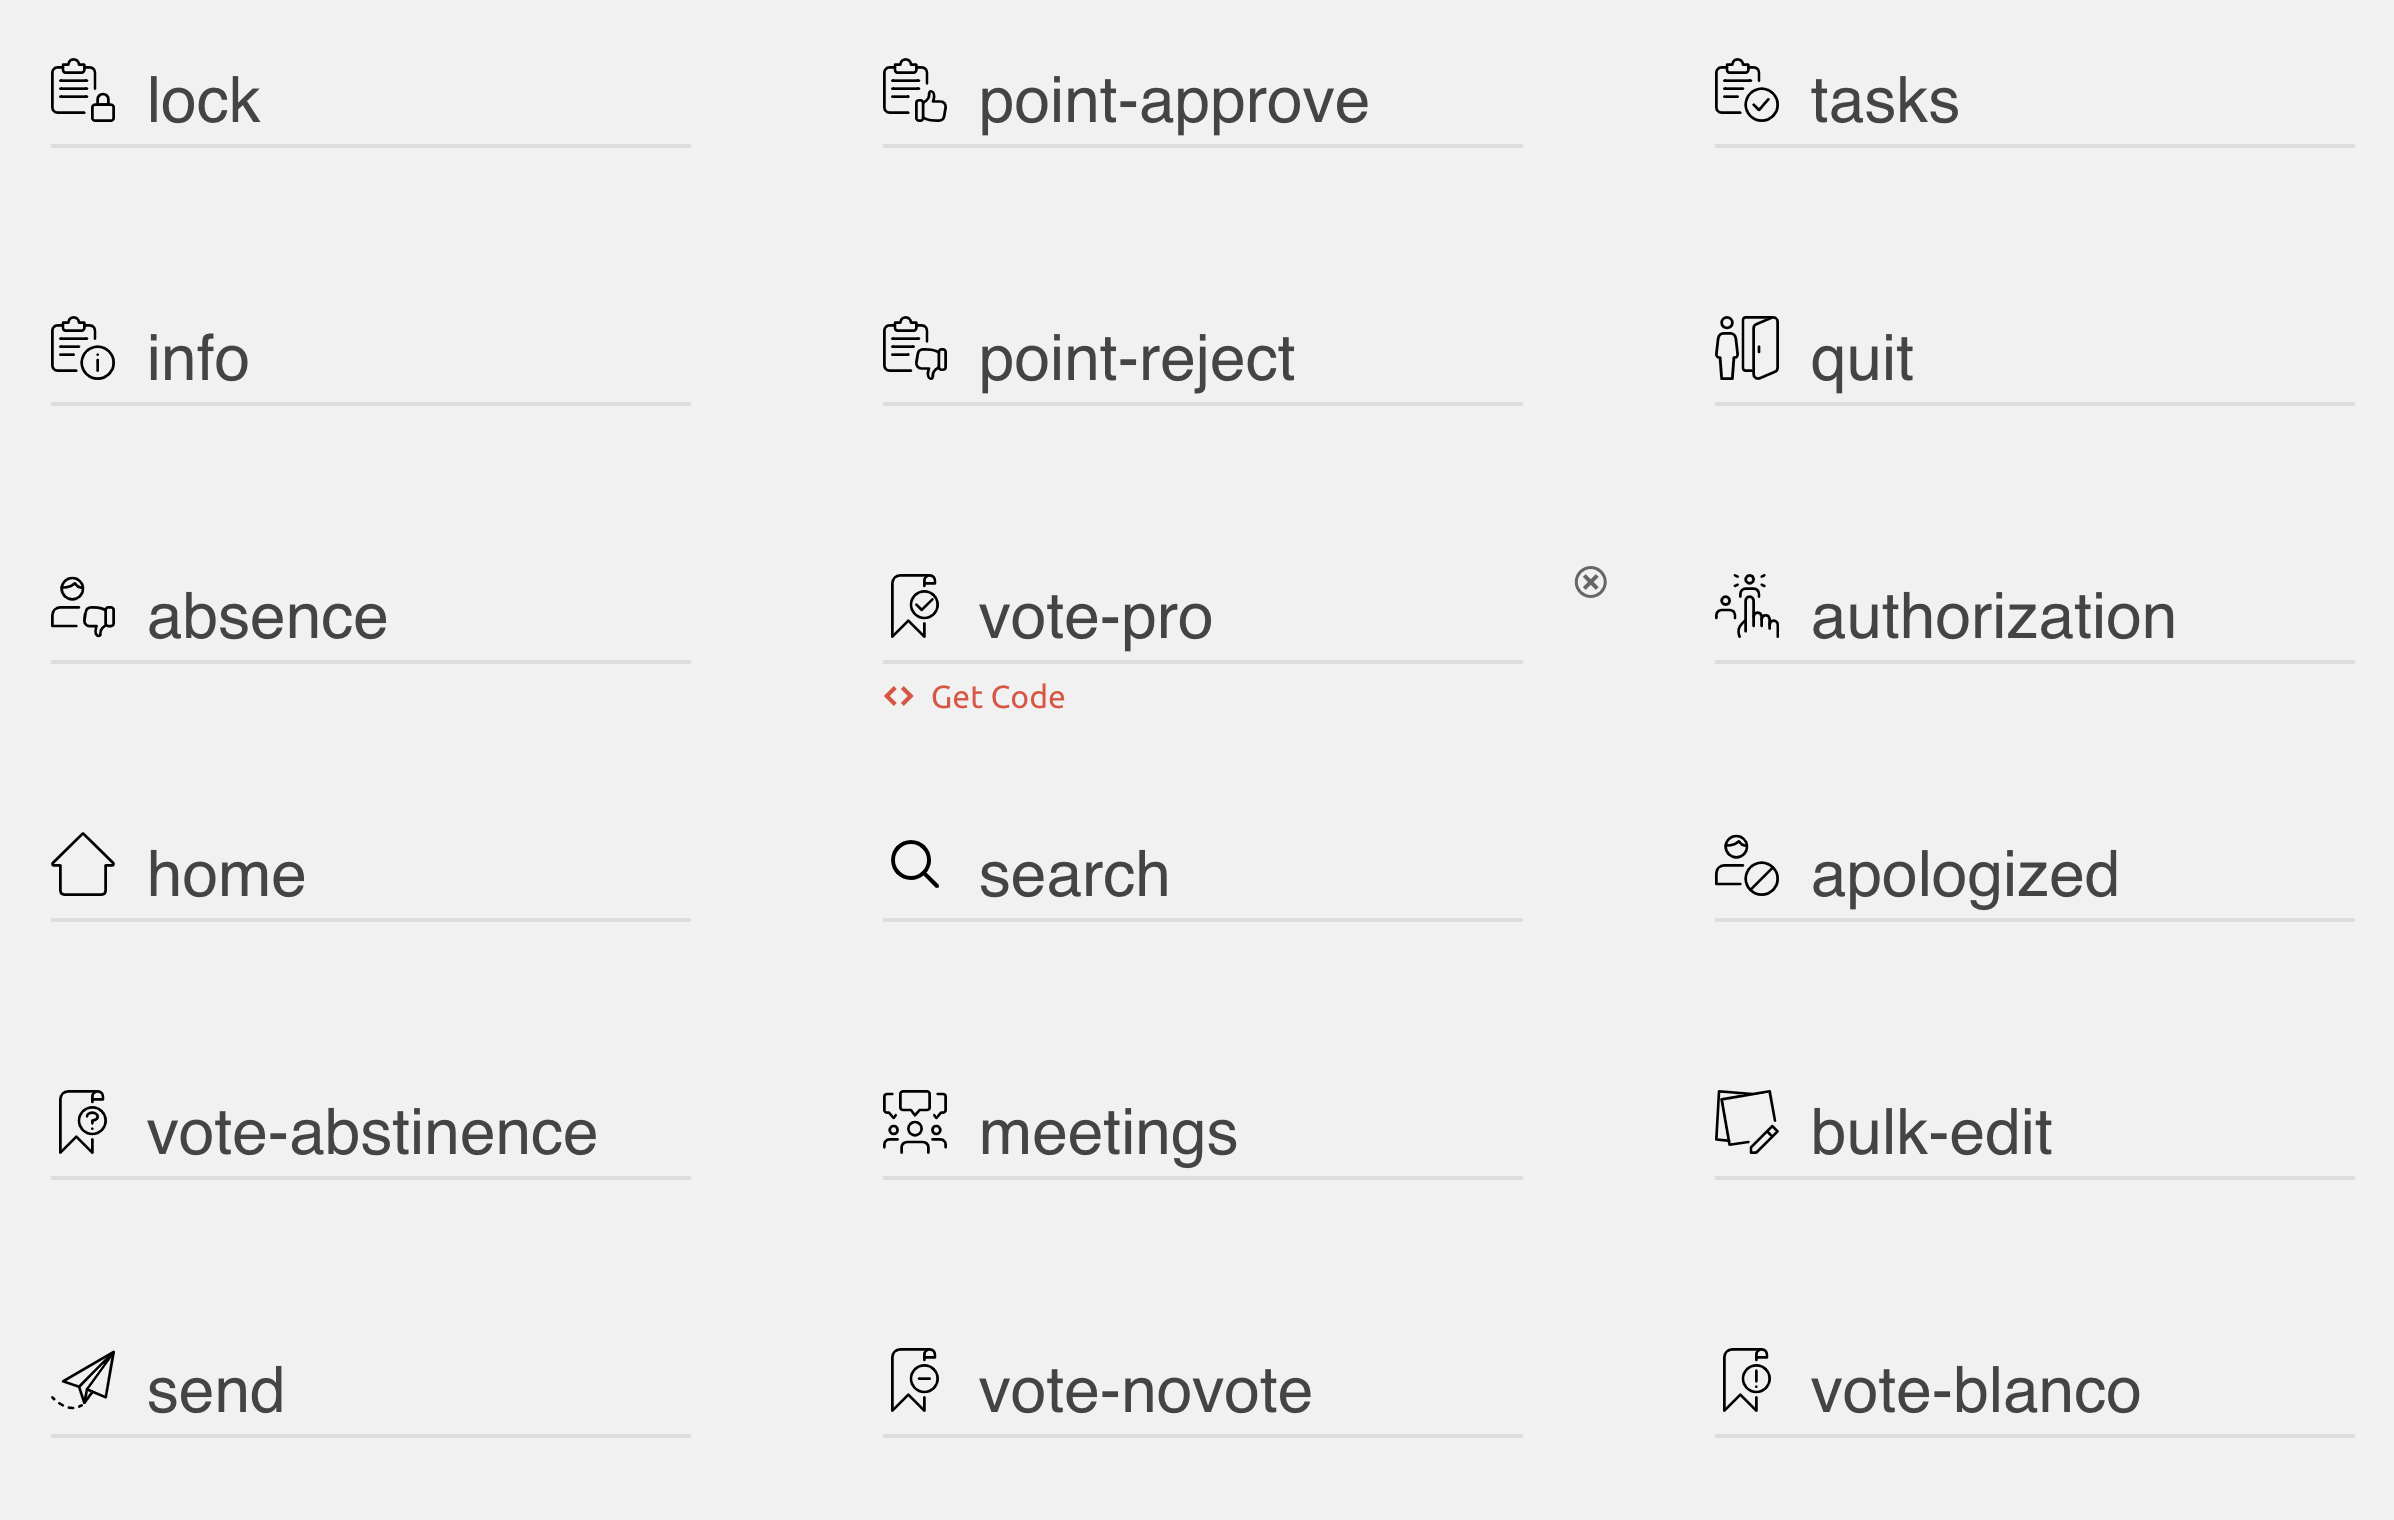 lock
point-approve
tasks
info
point-reject
quit
absence
vote-pro
authorization
Get Code
home
search
apologized
vote-abstinence
meetings
bulk-edit
send
vote-novote
vote-blanco